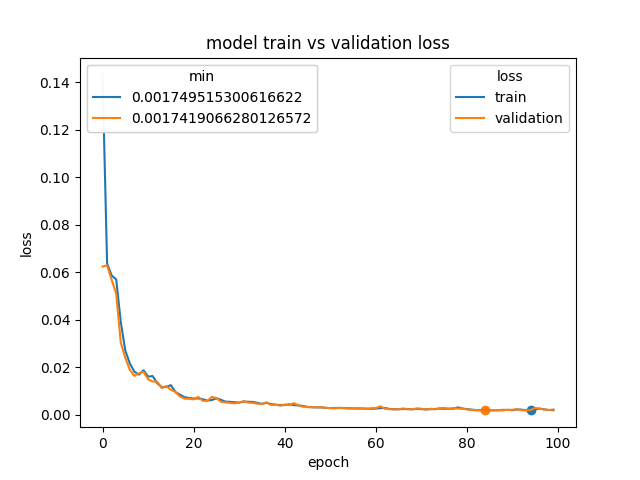 model train vs validation loss
min
0.001749515300616622
0.0017419066280126572
loss
train
validation
0.14
0.12
0.10
0.08
0.06
0.04
0.02
0.00
loss
0
20
40
60
80
100
epoch